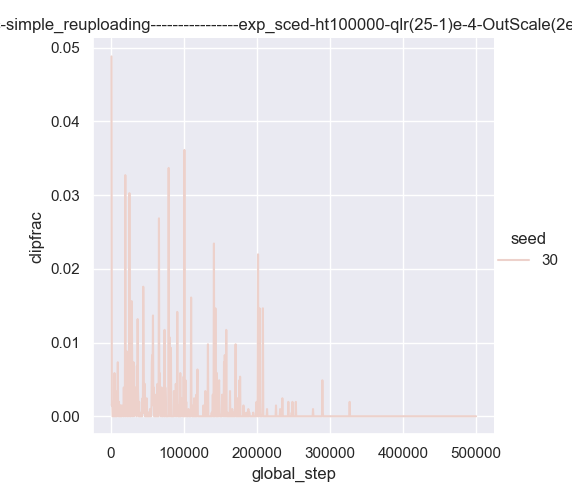 -simple_reuploading----------------exp_sced-ht100000-qlr(25-1)e-4-OutScale(2e
0.05
0.04
0.03
0.02
0.01
0.00
clipfrac
0 100000 200000 300000 400000 500000
global_step
seed
30